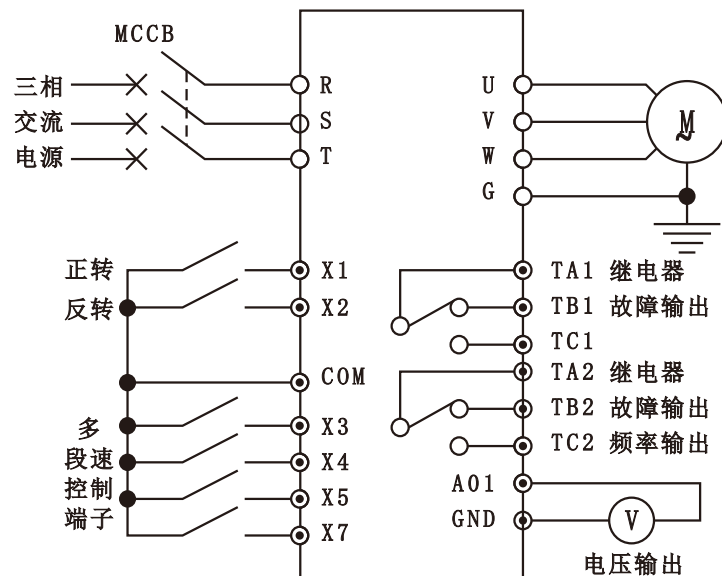 MCCB
三相
交流
电源
R
S
T
U
V
W
G
M
~
正转
反转
X1
X2
COM
多
段速
控制
端子
X3
X4
X5
X7
TA1 继电器
TB1 故障输出
TC1
TA2 继电器
TB2 故障输出
TC2 频率输出
AO1
GND
V
电压输出